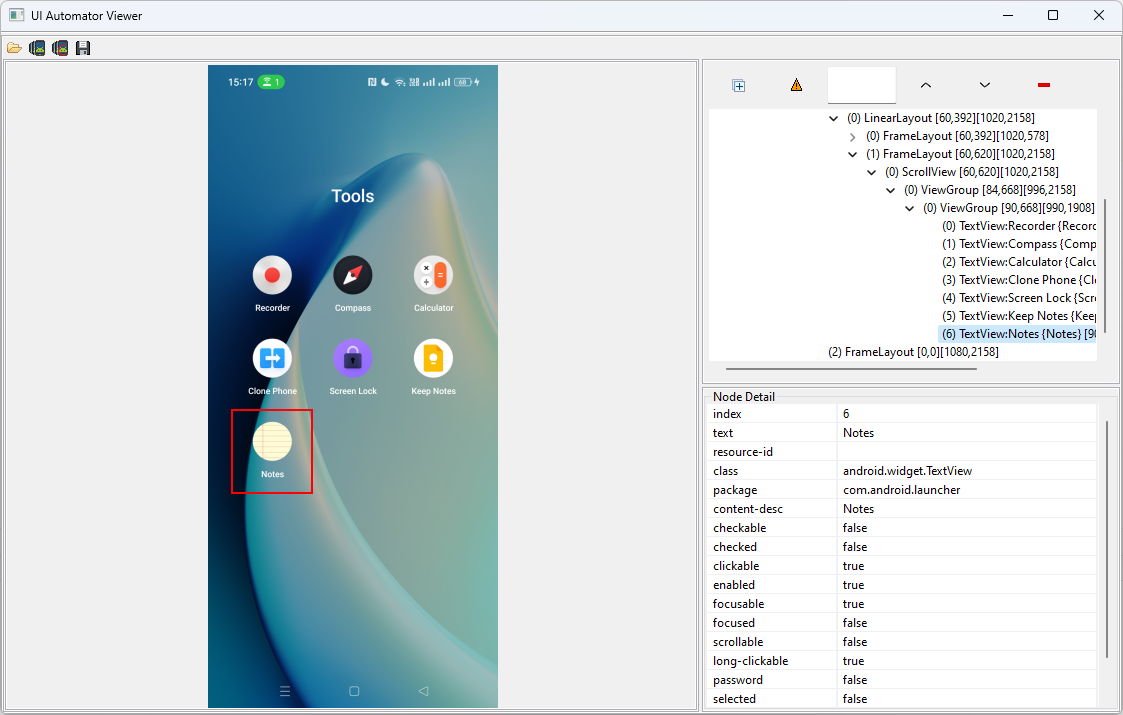 UI Automator Viewer
15:17 1
60
Tools
Recorder Compass Calculator
Clone Phone Screen Lock Keep Notes
Notes
(0) LinearLayout [60,392][1020,2158]
(0) FrameLayout [60,392][1020,578]
(1) FrameLayout [60,620][1020,2158]
(0) ScrollView [60,620][1020,2158]
(0) ViewGroup [84,668][996,2158]
(0) ViewGroup [90,668][990,1908]
(0) TextView:Recorder {Recorc
(1) TextView:Compass {Comp
(2) TextView:Calculator {Calcu
(3) TextView:Clone Phone {Clo
(4) TextView:Screen Lock {Scre
(5) TextView:Keep Notes {Keep
(6) TextView:Notes {Notes} [90
(2) FrameLayout [0,0][1080,2158]
Node Detail
index 6
text Notes
resource-id
class android.widget.TextView
package com.android.launcher
content-desc Notes
checkable false
checked false
clickable true
enabled true
focusable true
focused false
scrollable false
long-clickable true
password false
selected false